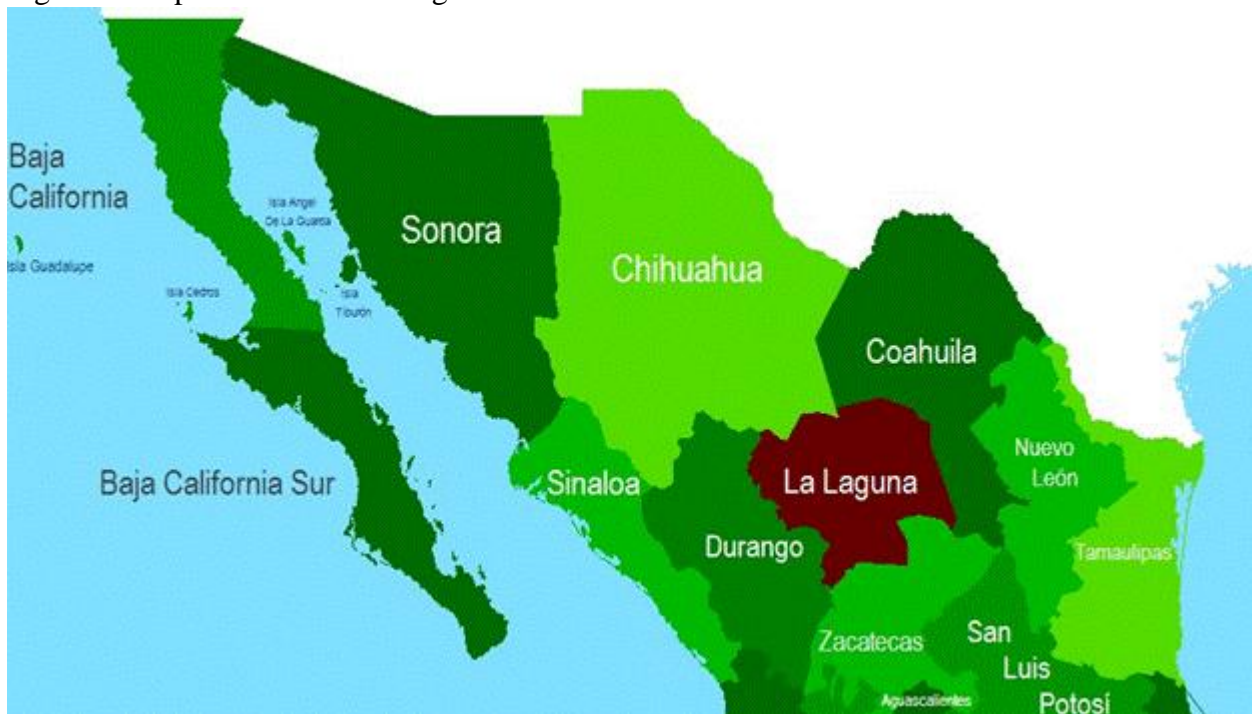 Baja
California
Isla Guadalupe
Isla Angel
De La Guarda
Isla Cedros
Isla
Tiburón
Sonora
Chihuahua
Coahuila
Baja California Sur
Sinaloa
La Laguna
Nuevo
León
Durango
Tamaulipas
Zacatecas
San
Luis
Potosí
Aguascalientes